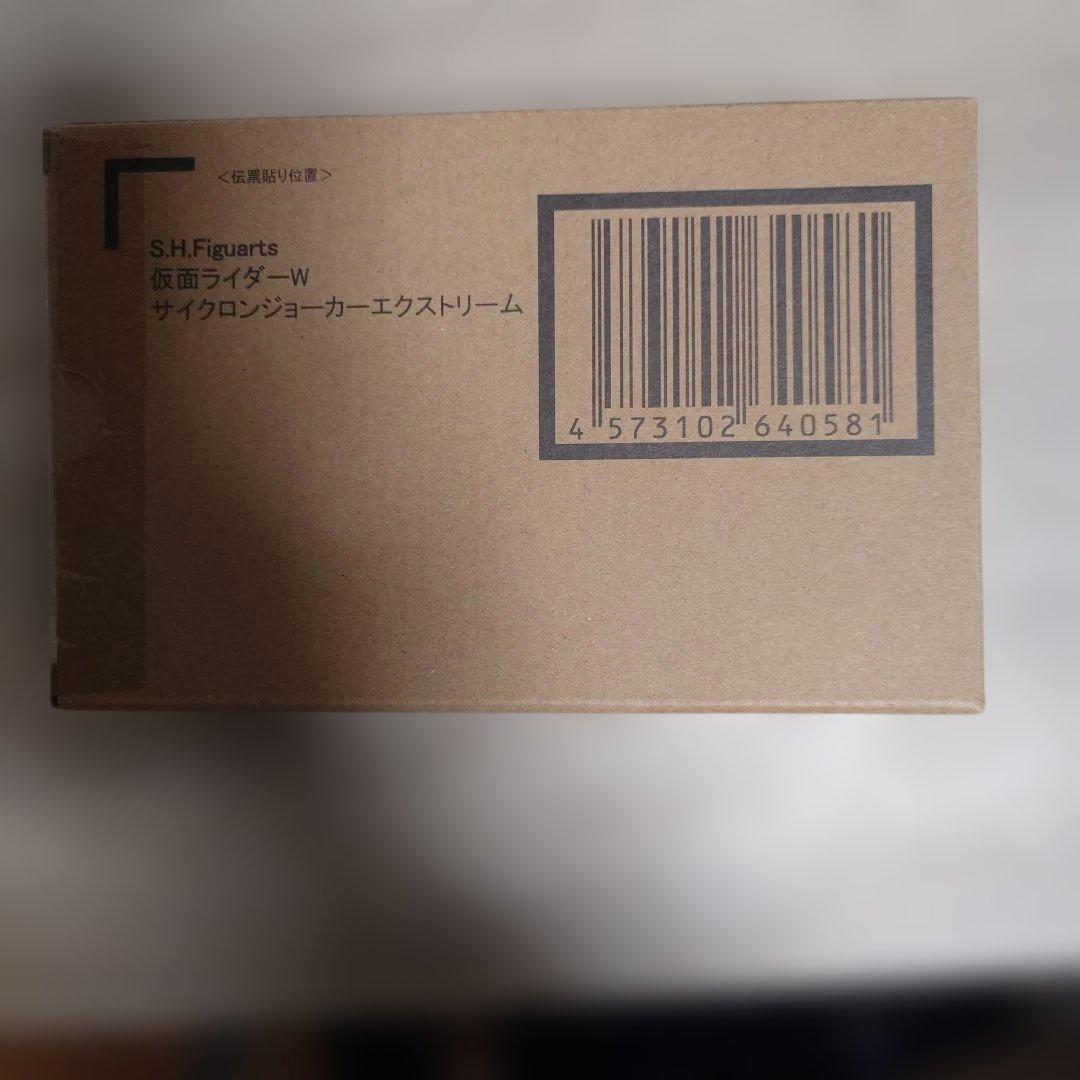 ＜伝票貼り位置＞
S.H.Figuarts
仮面ライダーW
サイクロンジョーカーエクストリーム
4 573102 640581